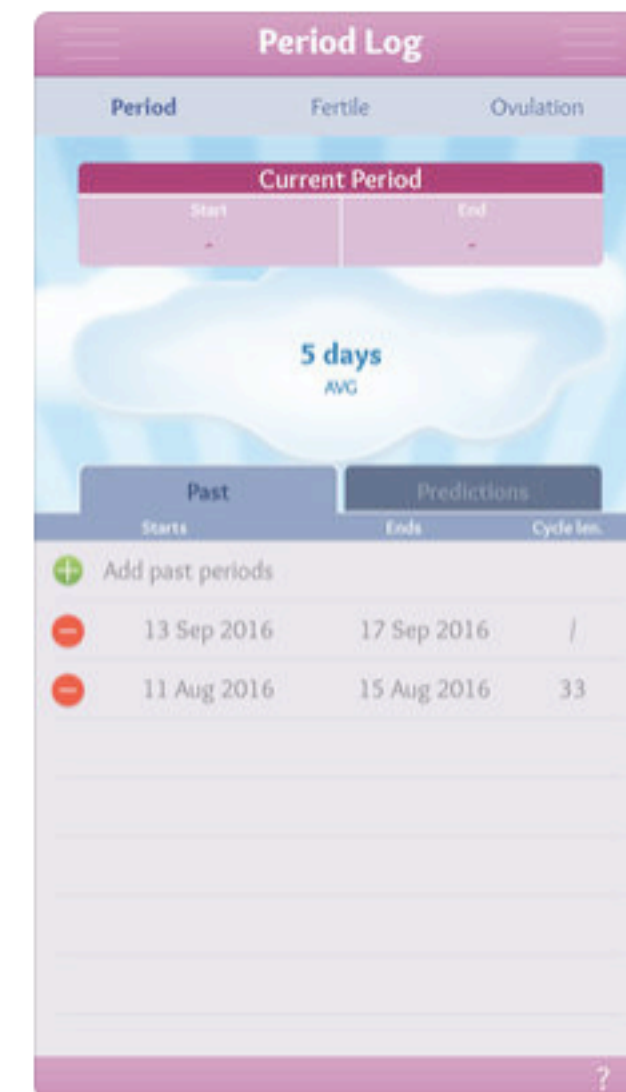 Period Log
Period Fertile Ovulation
Current Period
Start End
- -
5 days
AVG
Past Predictions
Starts Ends Cycle len.
Add past periods
13 Sep 2016 17 Sep 2016 /
11 Aug 2016 15 Aug 2016 33
?